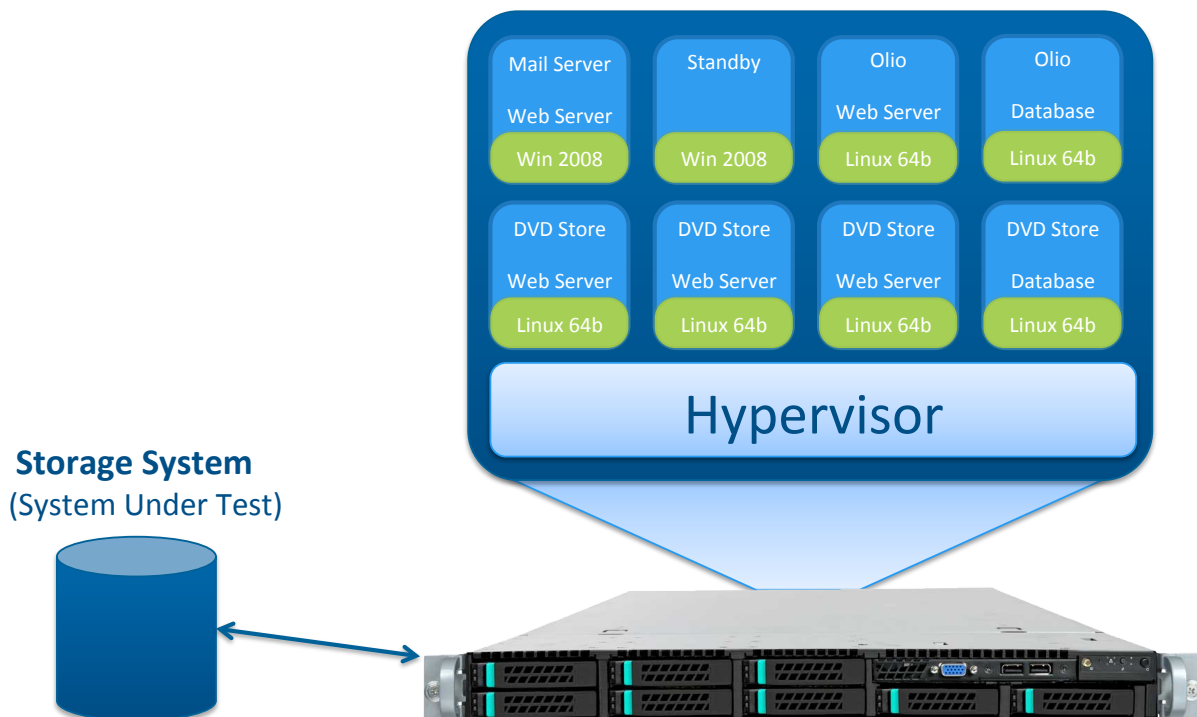 Mail Server
Web Server
Win 2008
Standby
Win 2008
Olio
Web Server
Linux 64b
Olio
Database
Linux 64b
DVD Store
Web Server
Linux 64b
DVD Store
Web Server
Linux 64b
DVD Store
Web Server
Linux 64b
DVD Store
Database
Linux 64b
Hypervisor
Storage System
(System Under Test)